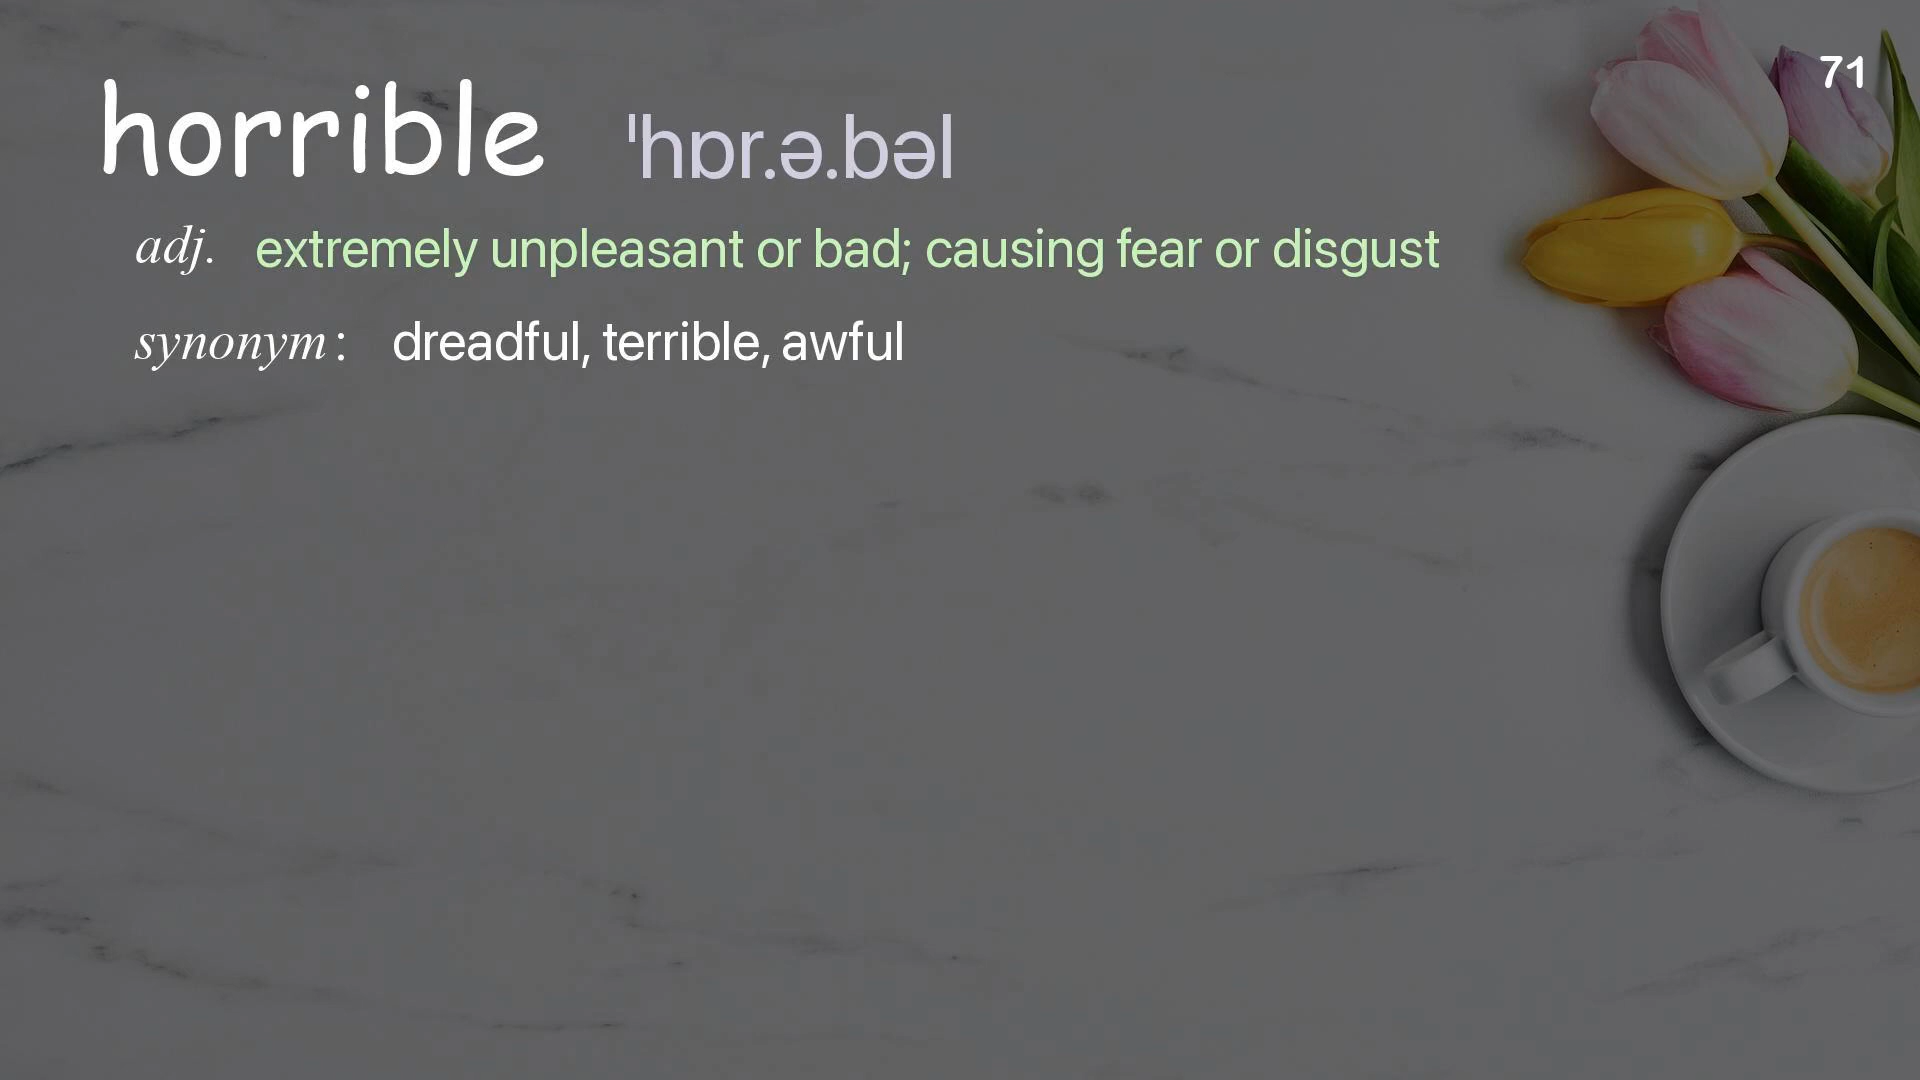 71
horrible ˈhɒr.ə.bəl
adj. extremely unpleasant or bad; causing fear or disgust
synonym : dreadful, terrible, awful